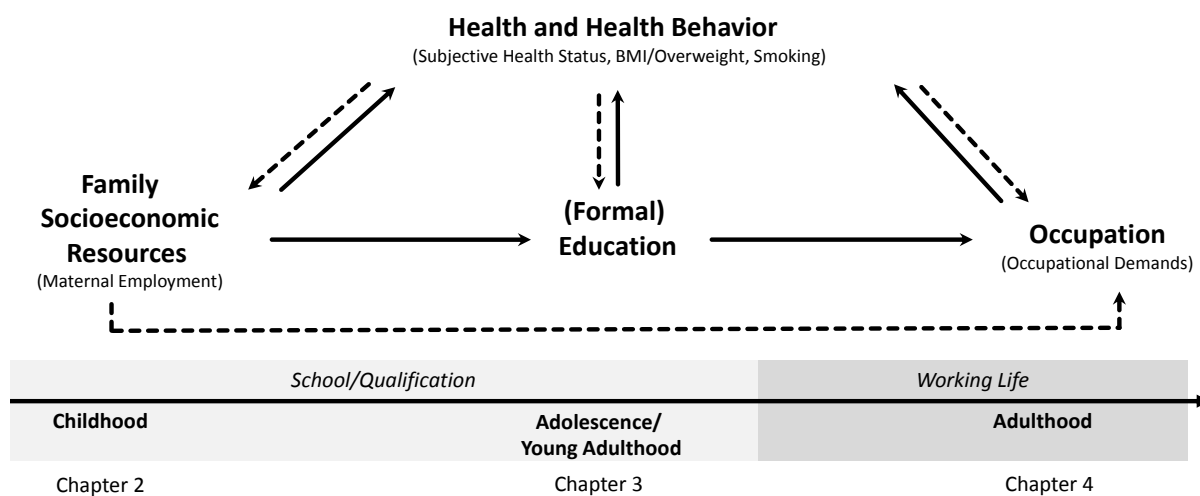 Health and Health Behavior
(Subjective Health Status, BMI/Overweight, Smoking)
Family
Socioeconomic
Resources
(Maternal Employment)
(Formal)
Education
Occupation
(Occupational Demands)
School/Qualification
Working Life
Childhood
Adolescence/
Young Adulthood
Adulthood
Chapter 2
Chapter 3
Chapter 4